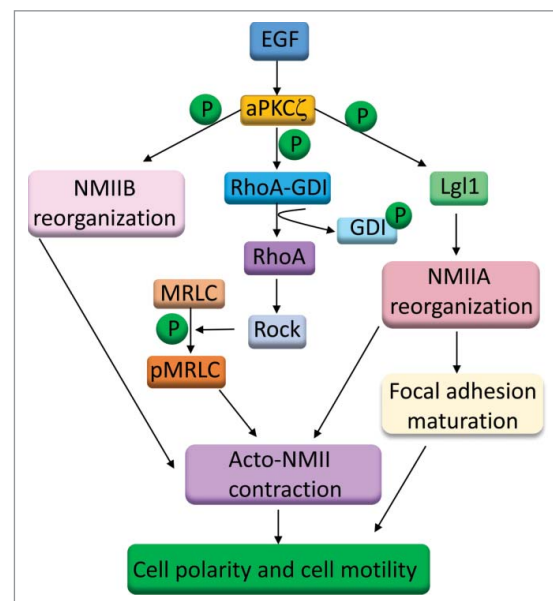 EGF
aPKCζ
P
P
P
NMIIB
reorganization
RhoA-GDI
Lgl1
GDI
P
RhoA
NMIIA
reorganization
MRLC
P
Rock
pMRLC
Focal adhesion
maturation
Acto-NMII
contraction
Cell polarity and cell motility